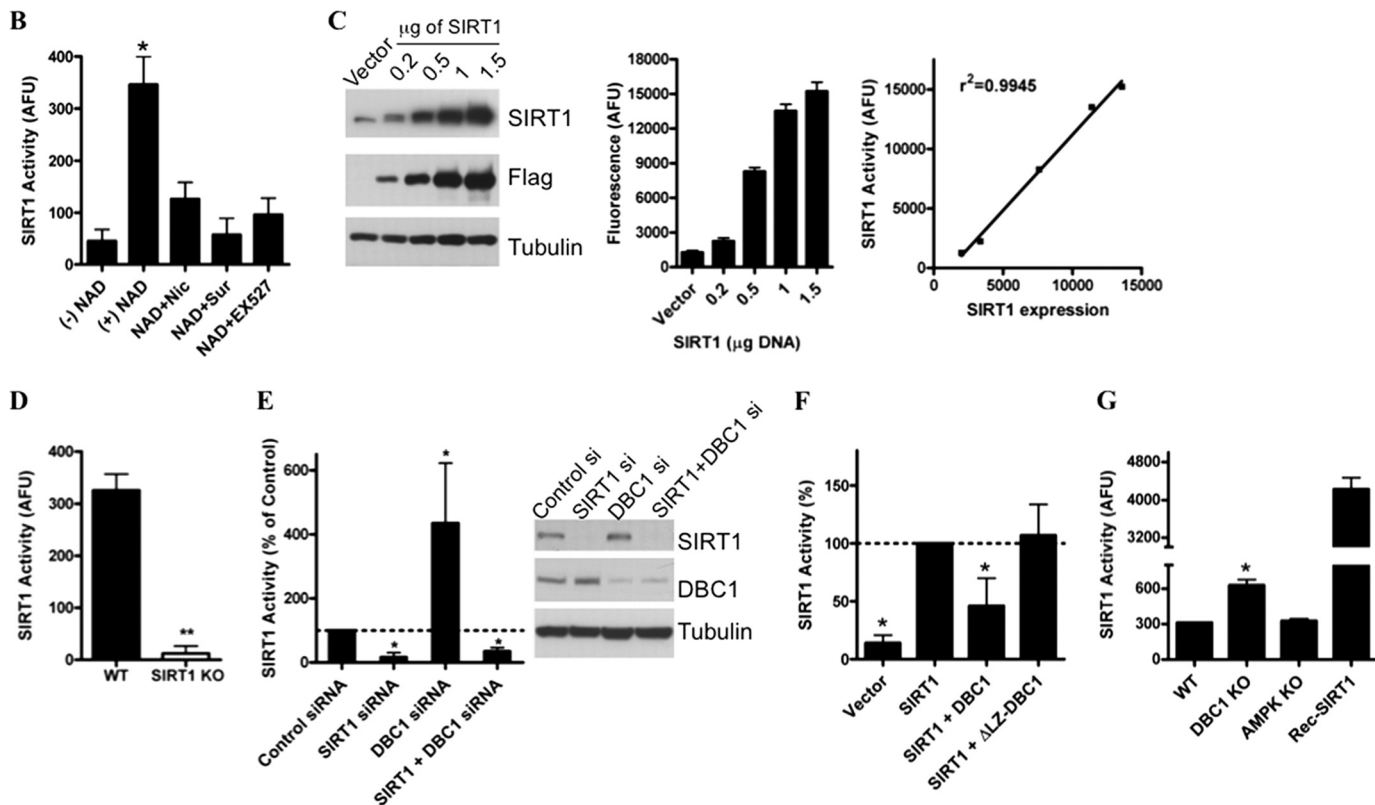 B
SIRT1 Activity (AFU)
400
300
200
100
0
*
(-) NAD
(+) NAD
NAD+Nic
NAD+Sur
NAD+EX527
C
µg of SIRT1
Vector
0.2
0.5
1
1.5
SIRT1
Flag
Tubulin
Fluorescence (AFU)
18000
15000
12000
9000
6000
3000
0
Vector
0.2
0.5
1
1.5
SIRT1 (µg DNA)
SIRT1 Activity (AFU)
15000
10000
5000
0
r²=0.9945
0
5000
10000
15000
SIRT1 expression
D
SIRT1 Activity (AFU)
400
300
200
100
0
**
WT
SIRT1 KO
E
SIRT1 Activity (% of Control)
600
400
200
0
*
*
*
Control siRNA
SIRT1 siRNA
DBC1 siRNA
SIRT1 + DBC1 siRNA
Control si
SIRT1 si
DBC1 si
SIRT1+DBC1 si
SIRT1
DBC1
Tubulin
F
SIRT1 Activity (%)
150
100
50
0
*
*
Vector
SIRT1
SIRT1 + DBC1
SIRT1 + ΔLZ-DBC1
G
SIRT1 Activity (AFU)
4800
4000
3200
600
300
0
*
WT
DBC1 KO
AMPK KO
Rec-SIRT1